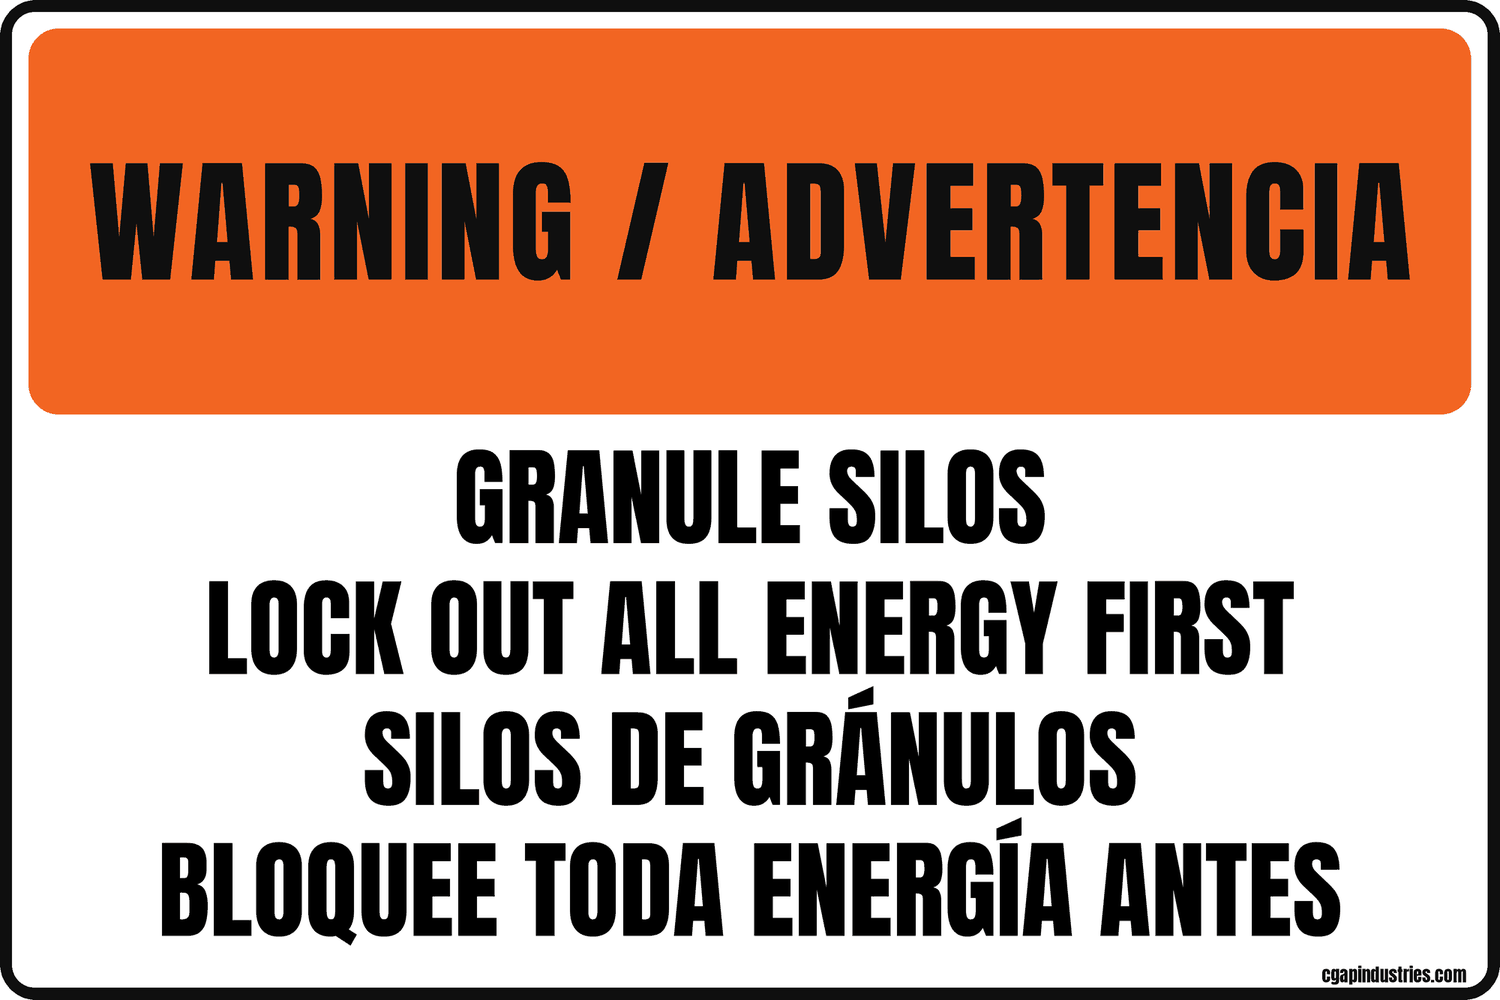 WARNING / ADVERTENCIA
GRANULE SILOS
LOCK OUT ALL ENERGY FIRST
SILOS DE GRÁNULOS
BLOQUEE TODA ENERGÍA ANTES
cgapindustries.com